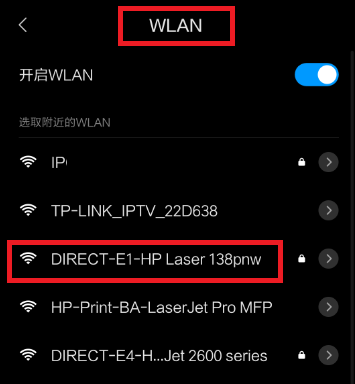 WLAN
开启WLAN
选取附近的WLAN
TP-LINK_IPTV_22D638
DIRECT-E1-HP Laser 138pnw
HP-Print-BA-LaserJet Pro MFP
DIRECT-E4-H...Jet 2600 series